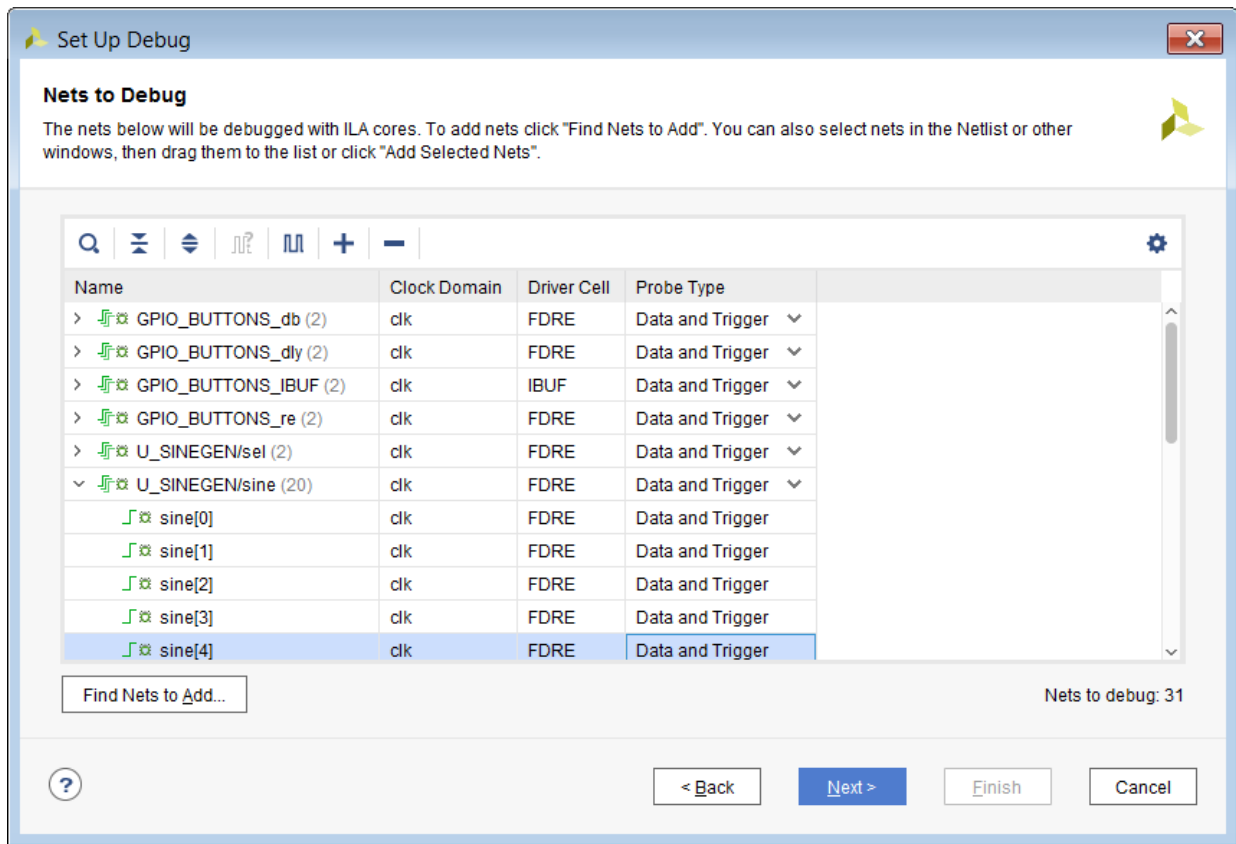 Set Up Debug
Nets to Debug
The nets below will be debugged with ILA cores. To add nets click "Find Nets to Add". You can also select nets in the Netlist or other
windows, then drag them to the list or click "Add Selected Nets".
Name Clock Domain Driver Cell Probe Type
GPIO_BUTTONS_db (2) clk FDRE Data and Trigger
GPIO_BUTTONS_dly (2) clk FDRE Data and Trigger
GPIO_BUTTONS_IBUF (2) clk IBUF Data and Trigger
GPIO_BUTTONS_re (2) clk FDRE Data and Trigger
U_SINEGEN/sel (2) clk FDRE Data and Trigger
U_SINEGEN/sine (20) clk FDRE Data and Trigger
sine[0] clk FDRE Data and Trigger
sine[1] clk FDRE Data and Trigger
sine[2] clk FDRE Data and Trigger
sine[3] clk FDRE Data and Trigger
sine[4] clk FDRE Data and Trigger
Find Nets to Add... Nets to debug: 31
? < Back Next > Finish Cancel